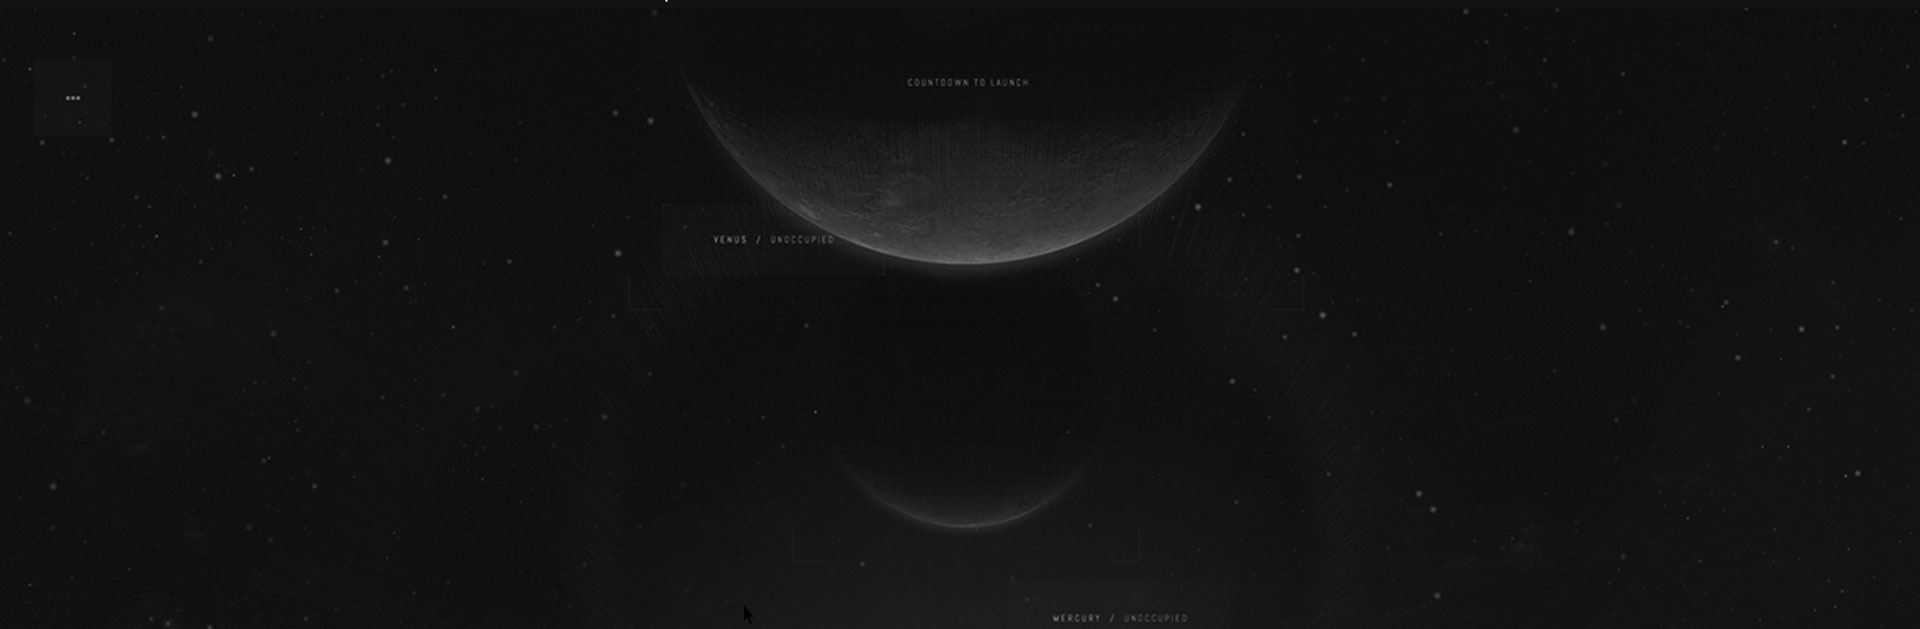 COUNTDOWN TO LAUNCH
VENUS / UNOCCUPIED
MERCURY / UNOCCUPIED